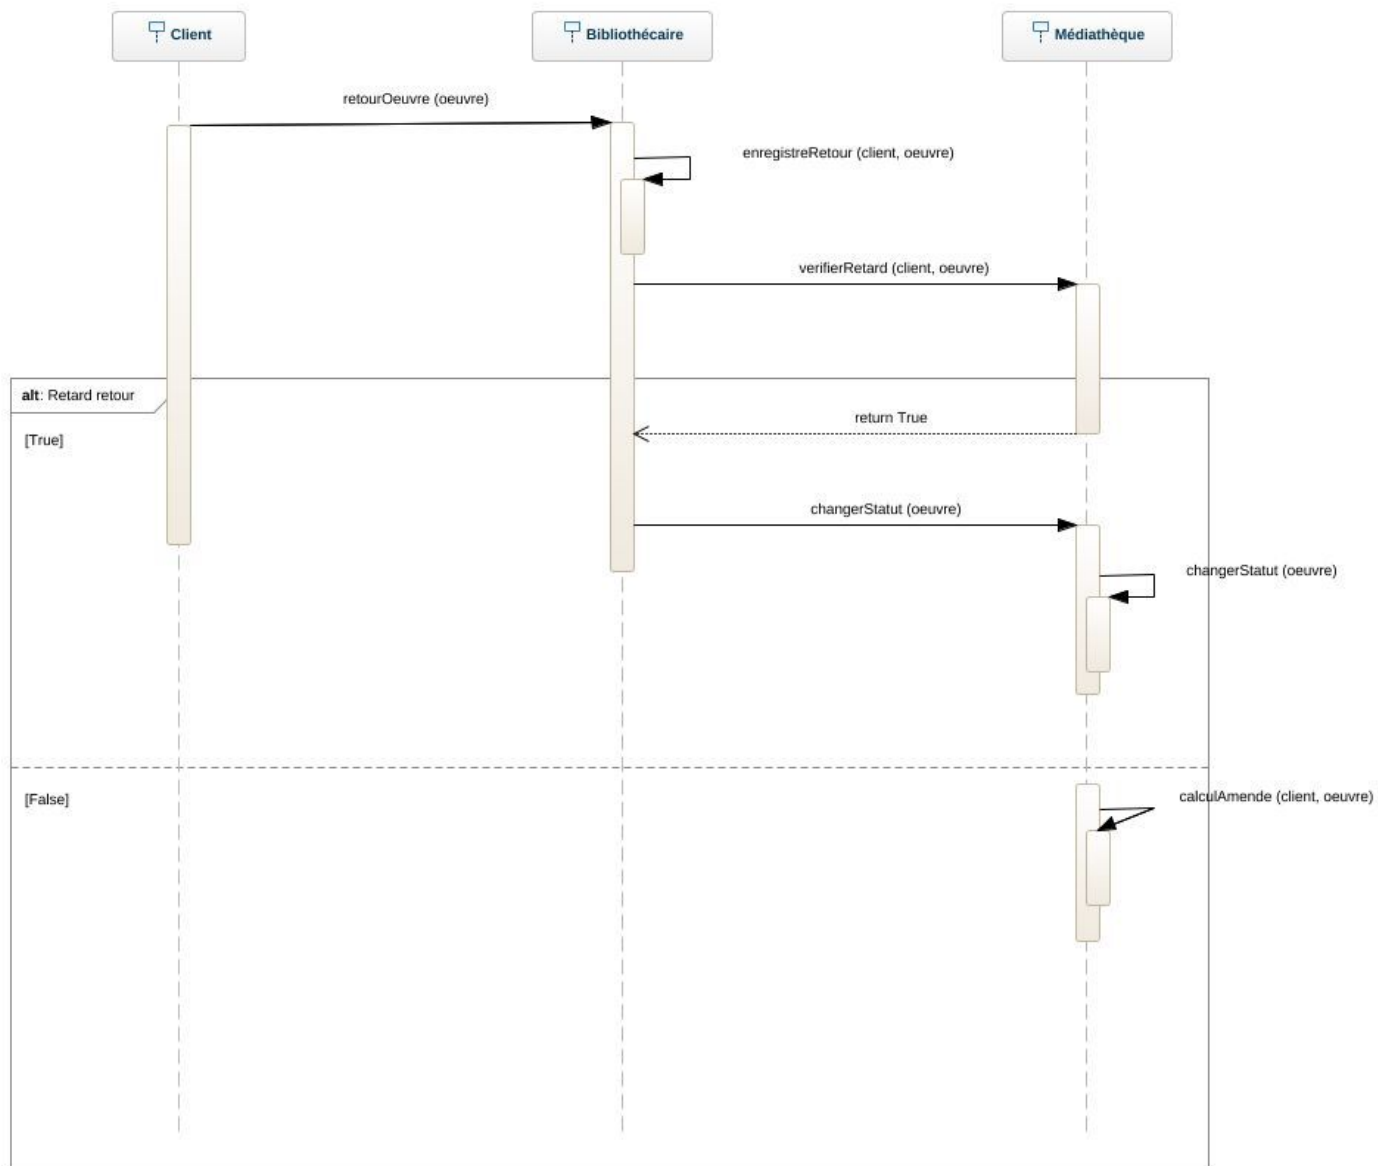 Client
Bibliothécaire
Médiathèque
retourOeuvre (oeuvre)
enregistreRetour (client, oeuvre)
verifierRetard (client, oeuvre)
alt: Retard retour
return True
[True]
changerStatut (oeuvre)
changerStatut (oeuvre)
calculAmende (client, oeuvre)
[False]